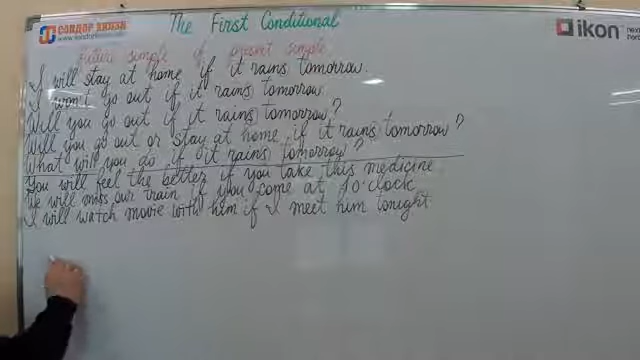 The First Conditional
Future simple if present simple
I will stay at home if it rains tomorrow.
I won't go out if it rains tomorrow
Will you go out if it rains tomorrow?
Will you go out or stay at home if it rains tomorrow?
What will you do if it rains tomorrow?
You will feel the better if you take this medicine
We will miss our train if you come at 10 o'clock
I will watch movie with him if I meet him tonight
ikon